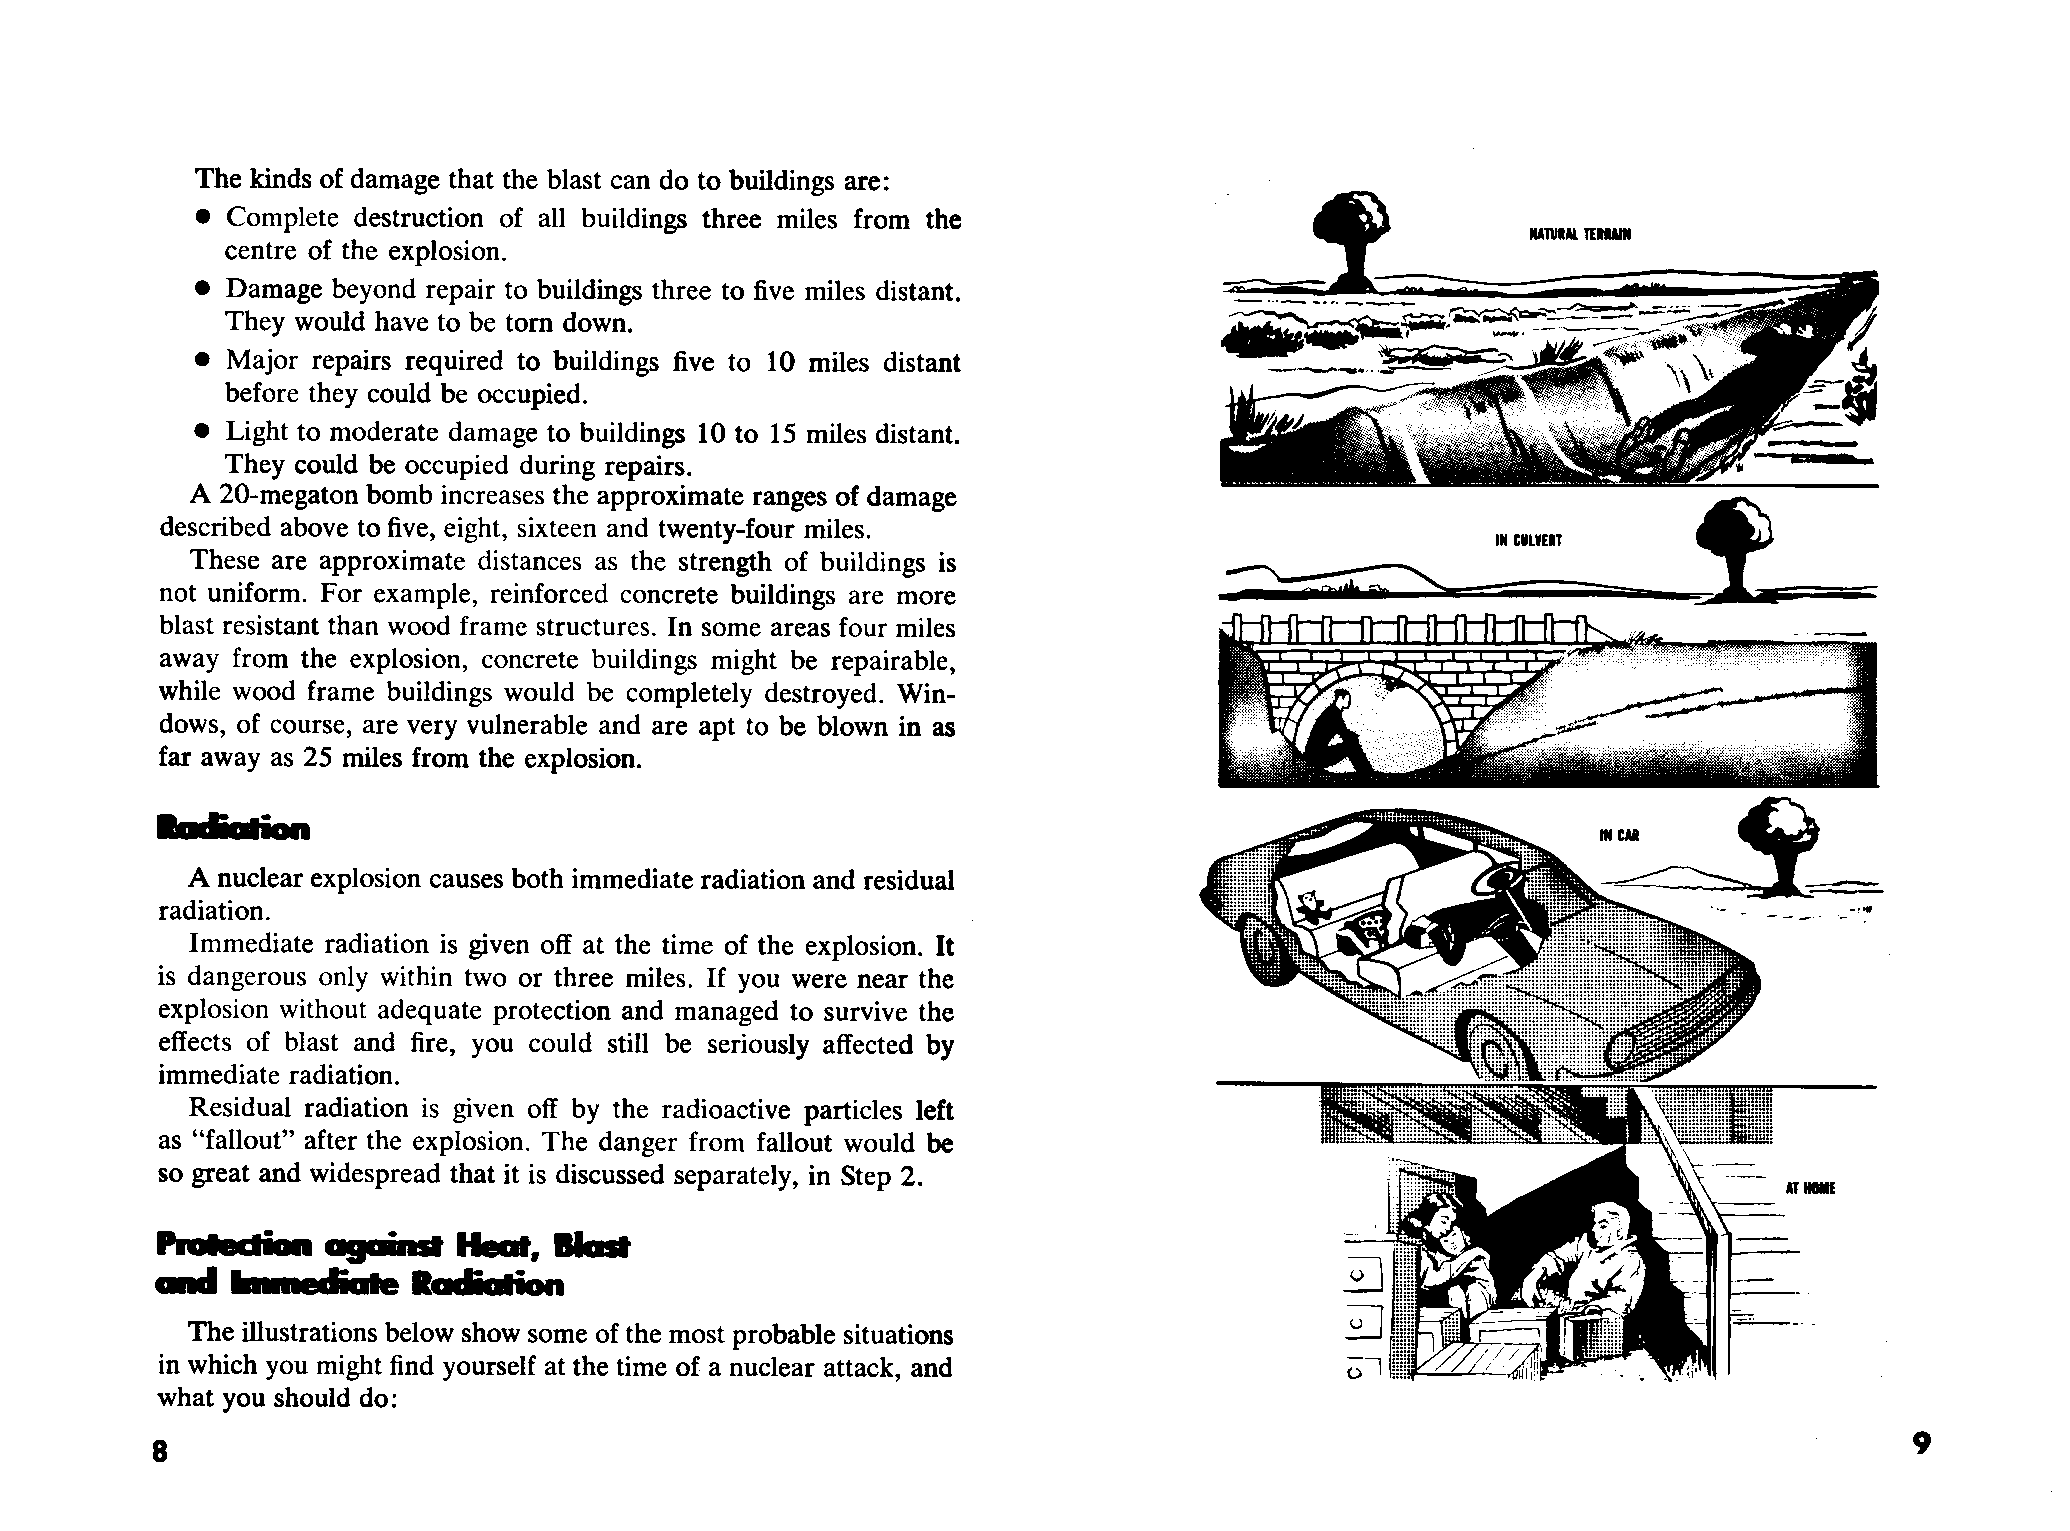 The kinds of damage that the blast can do to buildings are:
● Complete destruction of all buildings three miles from the
centre of the explosion.
● Damage beyond repair to buildings three to five miles distant.
They would have to be torn down.
● Major repairs required to buildings five to 10 miles distant
before they could be occupied.
● Light to moderate damage to buildings 10 to 15 miles distant.
They could be occupied during repairs.
A 20-megaton bomb increases the approximate ranges of damage
described above to five, eight, sixteen and twenty-four miles.
These are approximate distances as the strength of buildings is
not uniform. For example, reinforced concrete buildings are more
blast resistant than wood frame structures. In some areas four miles
away from the explosion, concrete buildings might be repairable,
while wood frame buildings would be completely destroyed. Win-
dows, of course, are very vulnerable and are apt to be blown in as
far away as 25 miles from the explosion.
Radiation
A nuclear explosion causes both immediate radiation and residual
radiation.
Immediate radiation is given off at the time of the explosion. It
is dangerous only within two or three miles. If you were near the
explosion without adequate protection and managed to survive the
effects of blast and fire, you could still be seriously affected by
immediate radiation.
Residual radiation is given off by the radioactive particles left
as “fallout” after the explosion. The danger from fallout would be
so great and widespread that it is discussed separately, in Step 2.
Protection against Heat, Blast
and Immediate Radiation
The illustrations below show some of the most probable situations
in which you might find yourself at the time of a nuclear attack, and
what you should do:
8
NATURAL TERRAIN
IN CULVERT
IN CAR
AT HOME
9